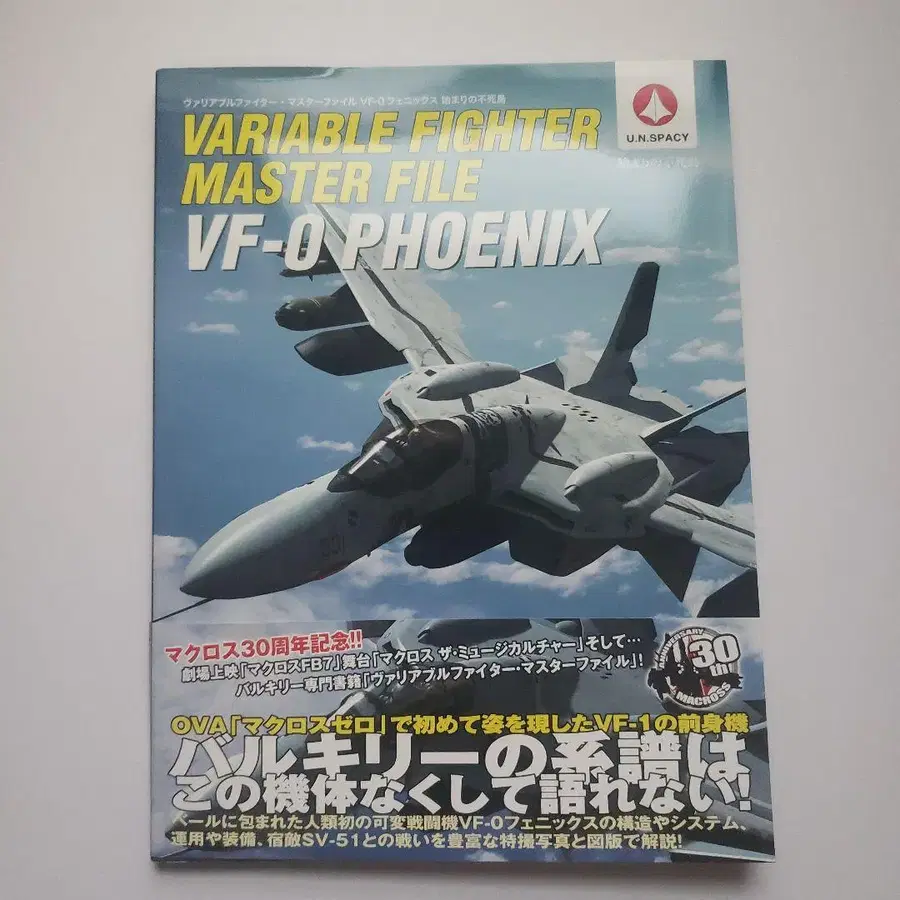 ヴァリアブルファイター・マスターファイル VF-0フェニックス 始まりの不死鳥
VARIABLE FIGHTER
MASTER FILE
VF-0 PHOENIX
U.N.SPACY
始まりの不死鳥
001
マクロス30周年記念!!
劇場上映「マクロスFB7」舞台「マクロス ザ・ミュージカルチャー」そして…
バルキリー専門書籍「ヴァリアブルファイター・マスターファイル」!
ANNIVERSARY
30th
MACROSS
OVA「マクロスゼロ」で初めて姿を現したVF-1の前身機
バルキリーの系譜は
この機体なくして語れない!
ベールに包まれた人類初の可変戦闘機VF-0フェニックスの構造やシステム、
運用や装備、宿敵SV-51との戦いを豊富な特撮写真と図版で解説!